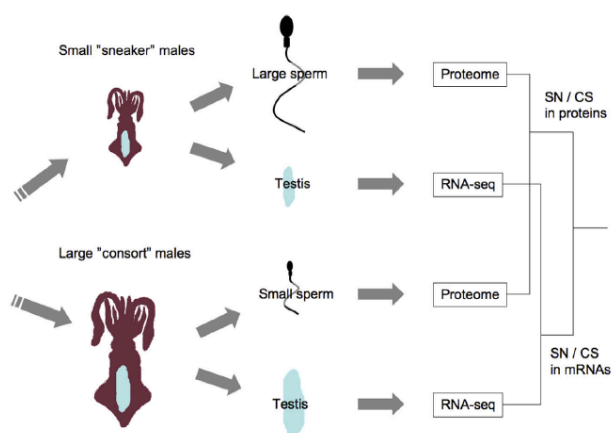 Small "sneaker" males
Large sperm
Proteome
SN / CS
in proteins
Testis
RNA-seq
Large "consort" males
Small sperm
Proteome
SN / CS
in mRNAs
Testis
RNA-seq